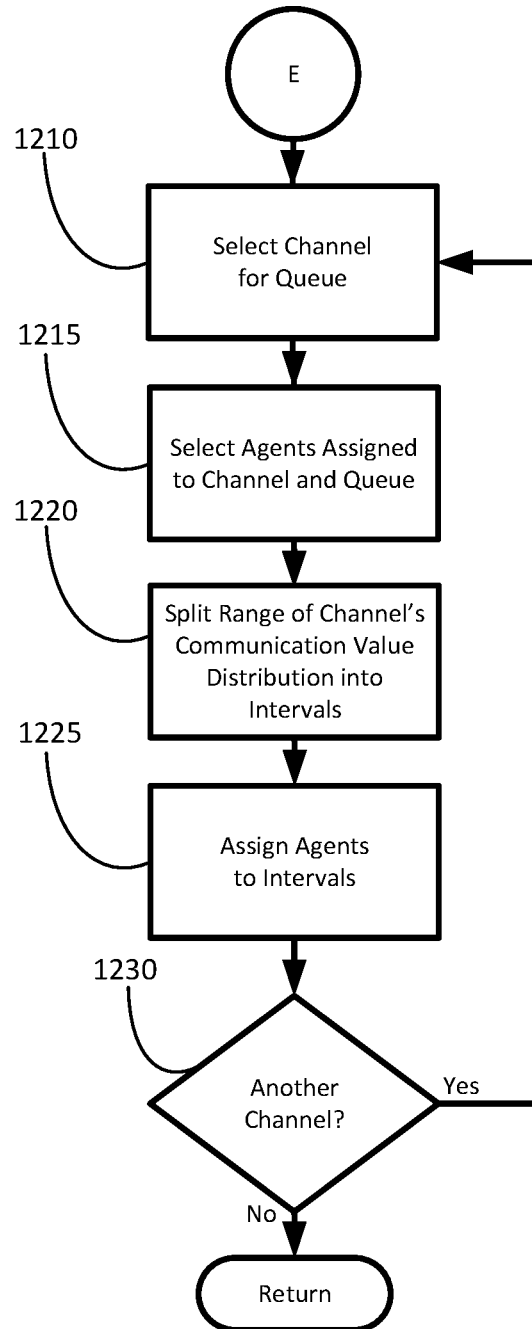 E
1210
Select Channel
for Queue
1215
Select Agents Assigned
to Channel and Queue
1220
Split Range of Channel’s
Communication Value
Distribution into
Intervals
1225
Assign Agents
to Intervals
1230
Another
Channel?
Yes
No
Return